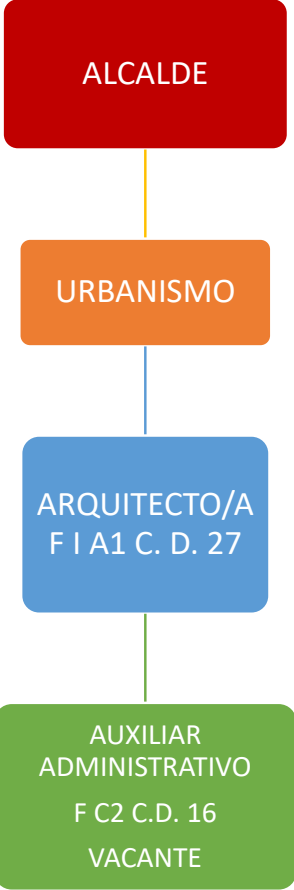 ALCALDE
URBANISMO
ARQUITECTO/A
F I A1 C. D. 27
AUXILIAR
ADMINISTRATIVO
F C2 C.D. 16
VACANTE